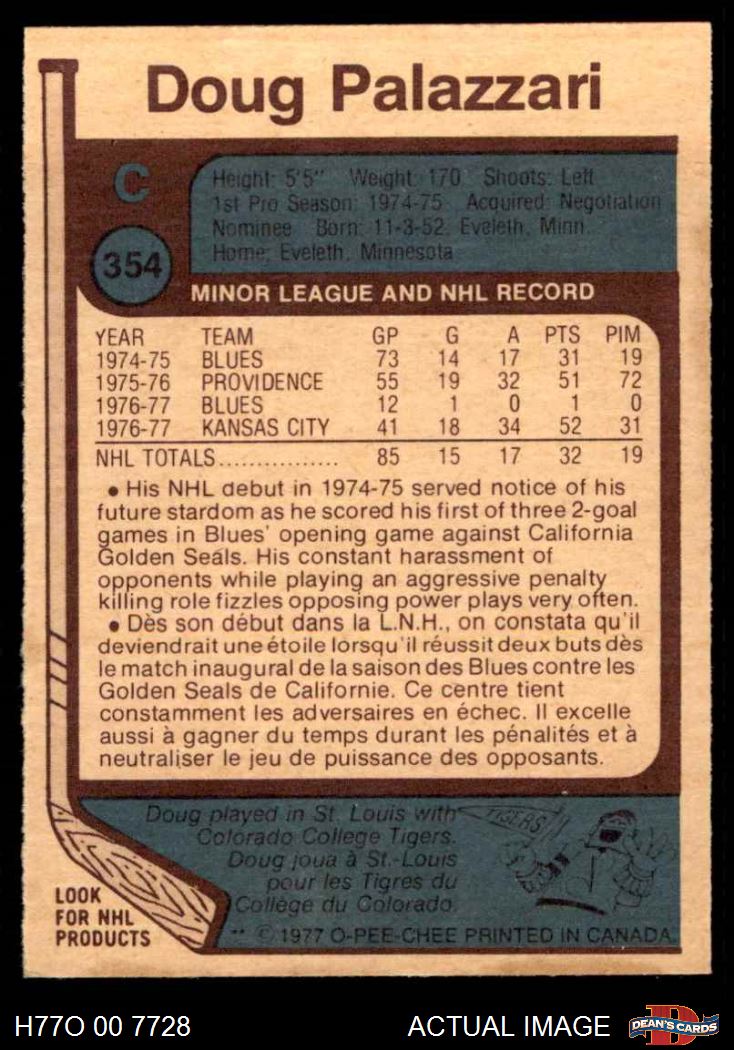 Doug Palazzari
C
354
Height: 5'5" Weight: 170 Shoots: Left
1st Pro Season: 1974-75 Acquired: Negotiation
Nominee Born: 11-3-52, Eveleth, Minn.
Home: Eveleth, Minnesota
MINOR LEAGUE AND NHL RECORD
YEAR TEAM GP G A PTS PIM
1974-75 BLUES 73 14 17 31 19
1975-76 PROVIDENCE 55 19 32 51 72
1976-77 BLUES 12 1 0 1 0
1976-77 KANSAS CITY 41 18 34 52 31
NHL TOTALS................ 85 15 17 32 19
• His NHL debut in 1974-75 served notice of his
future stardom as he scored his first of three 2-goal
games in Blues' opening game against California
Golden Seals. His constant harassment of
opponents while playing an aggressive penalty
killing role fizzles opposing power plays very often.
• Dès son début dans la L.N.H., on constata qu'il
deviendrait une étoile lorsqu'il réussit deux buts dès
le match inaugural de la saison des Blues contre les
Golden Seals de Californie. Ce centre tient
constamment les adversaires en échec. Il excelle
aussi à gagner du temps durant les pénalités et à
neutraliser le jeu de puissance des opposants.
Doug played in St. Louis with
Colorado College Tigers.
Doug joua à St.-Louis
pour les Tigres du
Collège du Colorado.
TIGERS
LOOK
FOR NHL
PRODUCTS
** © 1977 O-PEE-CHEE PRINTED IN CANADA
H77O 00 7728
ACTUAL IMAGE
DEAN'S CARDS